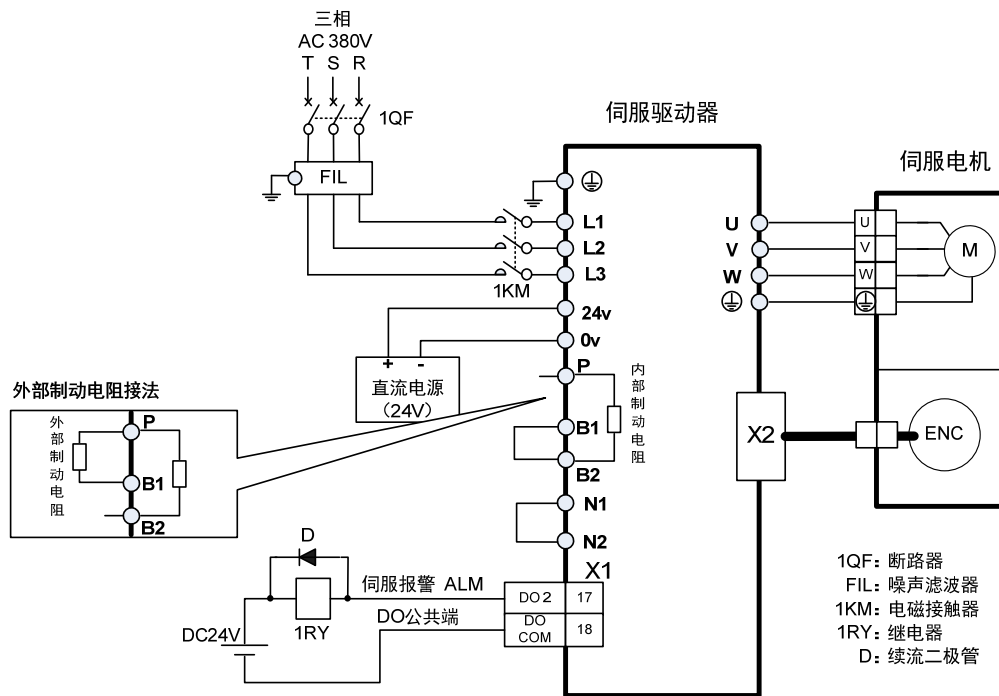 三相
AC 380V
T S R
1QF
FIL
伺服驱动器
伺服电机
L1
L2
L3
1KM
24v
0v
+ -
直流电源
（24V）
P
B1
B2
内部制动电阻
N1
N2
U
V
W
U
V
W
M
X2
ENC
外部制动电阻接法
外部制动电阻
P
B1
B2
X1
D
1RY
DC24V
伺服报警 ALM
DO公共端
DO 2 17
DO COM 18
1QF：断路器
FIL：噪声滤波器
1KM：电磁接触器
1RY：继电器
D：续流二极管